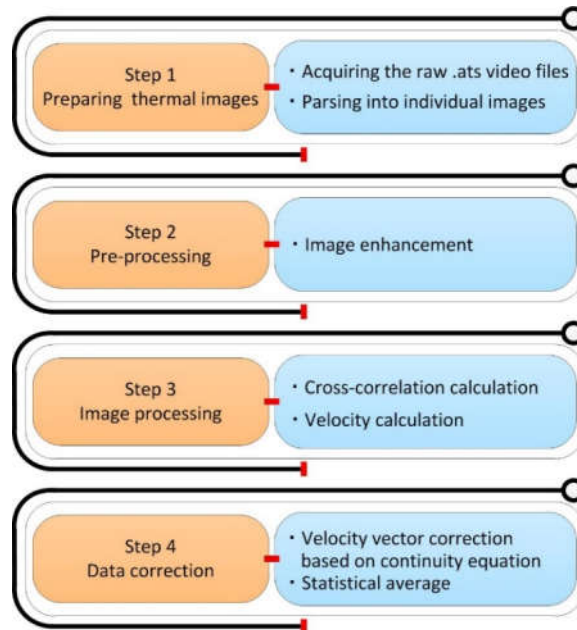 Step 1
Preparing thermal images
· Acquiring the raw .ats video files
· Parsing into individual images
Step 2
Pre-processing
· Image enhancement
Step 3
Image processing
· Cross-correlation calculation
· Velocity calculation
Step 4
Data correction
· Velocity vector correction
based on continuity equation
· Statistical average